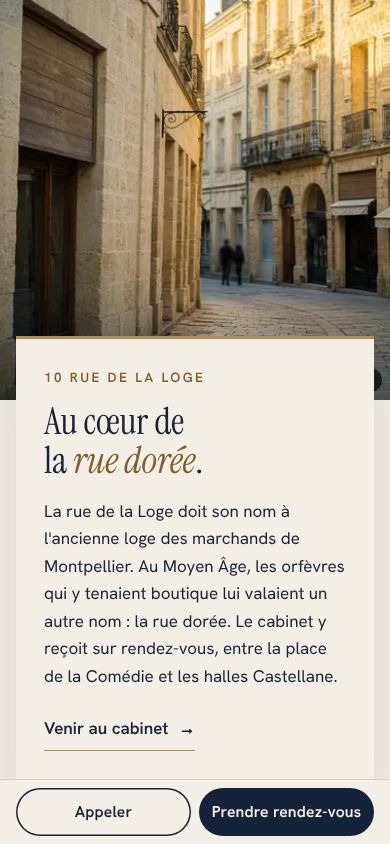 10 RUE DE LA LOGE
Au cœur de
la rue dorée.
La rue de la Loge doit son nom à
l'ancienne loge des marchands de
Montpellier. Au Moyen Âge, les orfèvres
qui y tenaient boutique lui valaient un
autre nom : la rue dorée. Le cabinet y
reçoit sur rendez-vous, entre la place
de la Comédie et les halles Castellane.
Venir au cabinet →
Appeler
Prendre rendez-vous